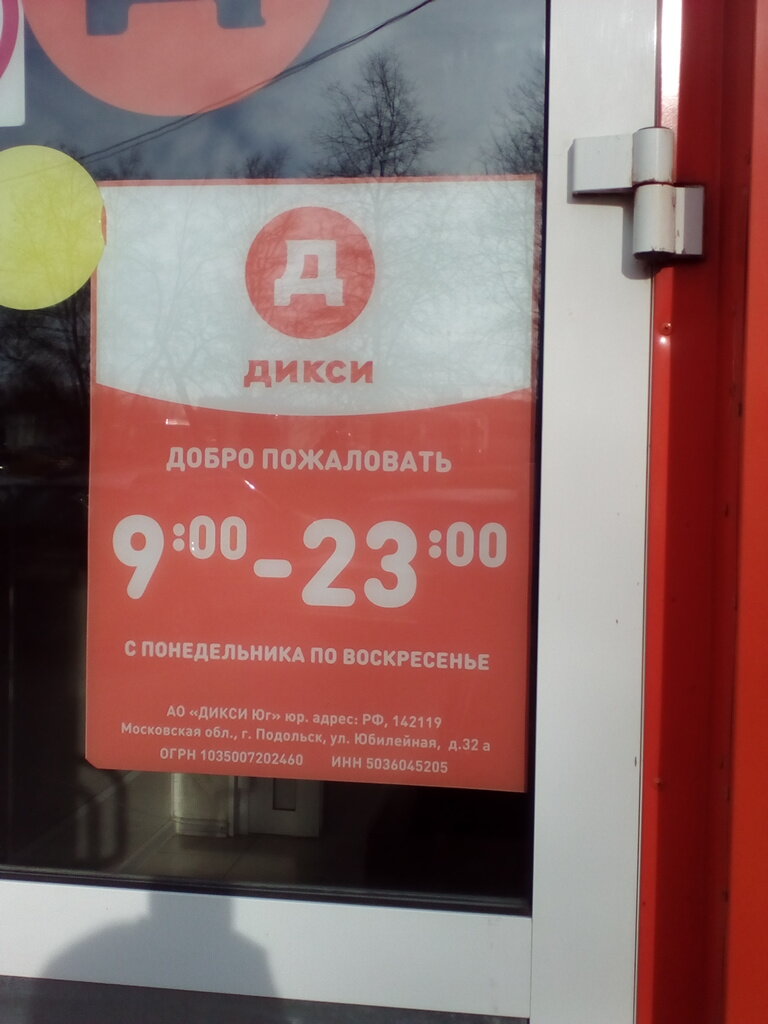 Д
ДИКСИ
ДОБРО ПОЖАЛОВАТЬ
9:00-23:00
С ПОНЕДЕЛЬНИКА ПО ВОСКРЕСЕНЬЕ
АО «ДИКСИ Юг» юр. адрес: РФ, 142119
Московская обл., г. Подольск, ул. Юбилейная, д.32 а
ОГРН 1035007202460 ИНН 5036045205